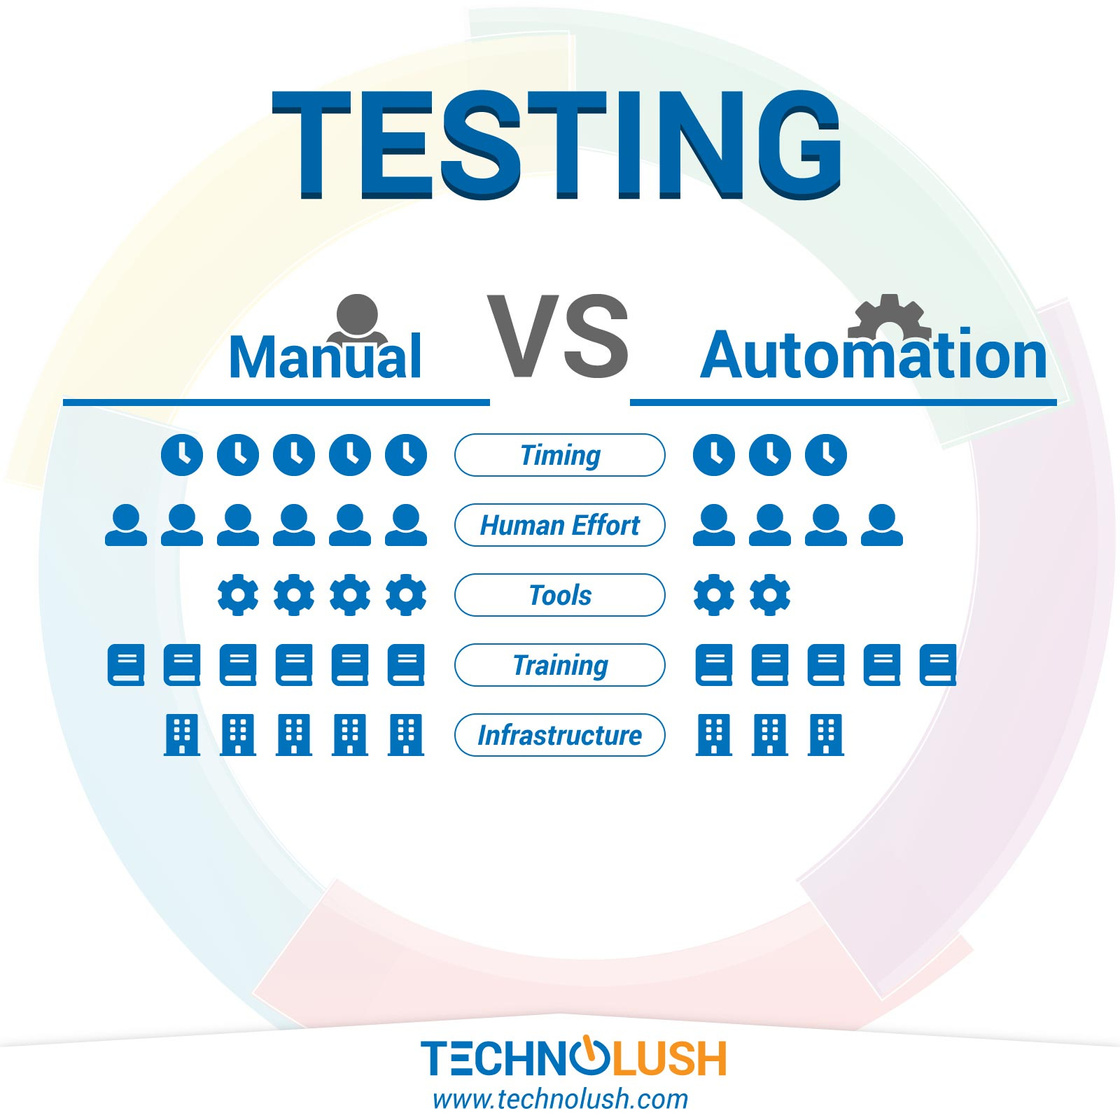 TESTING
Manual VS Automation
Timing
Human Effort
Tools
Training
Infrastructure
TECHNOLUSH
www.technolush.com